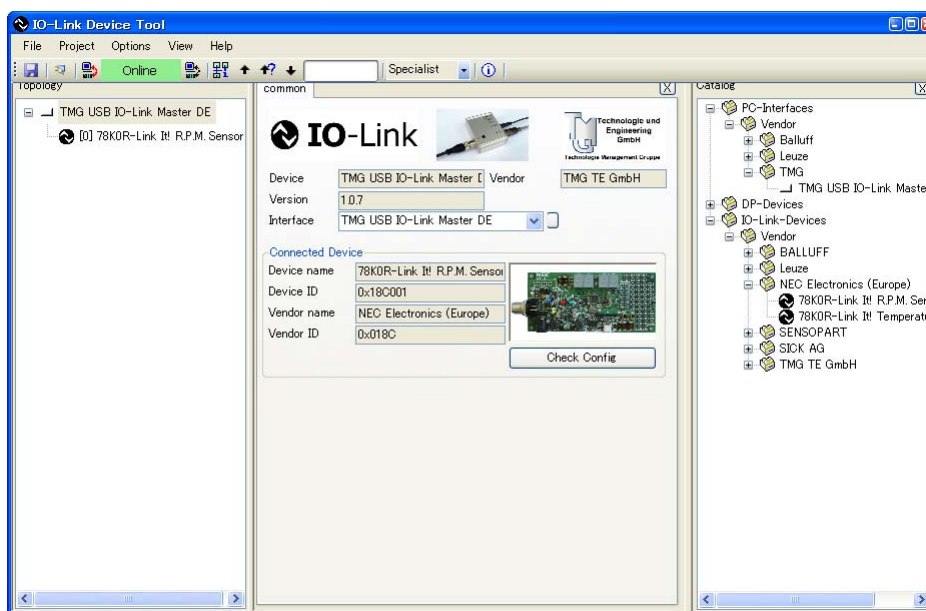 IO-Link Device Tool
File Project Options View Help
Online Specialist
Topology
TMG USB IO-Link Master DE
[0] 78K0R-Link It! R.P.M. Sensor
common
IO-Link
Technologie und
Engineering
GmbH
Technologie Management Gruppe
Device TMG USB IO-Link Master D Vendor TMG TE GmbH
Version 1.0.7
Interface TMG USB IO-Link Master DE
Connected Device
Device name 78K0R-Link It! R.P.M. Sensor
Device ID 0x18C001
Vendor name NEC Electronics (Europe)
Vendor ID 0x018C
Check Config
Catalog
PC-Interfaces
Vendor
Balluff
Leuze
TMG
TMG USB IO-Link Maste
DP-Devices
IO-Link-Devices
Vendor
BALLUFF
Leuze
NEC Electronics (Europe)
78K0R-Link It! R.P.M. Ser
78K0R-Link It! Temperatu
SENSOPART
SICK AG
TMG TE GmbH